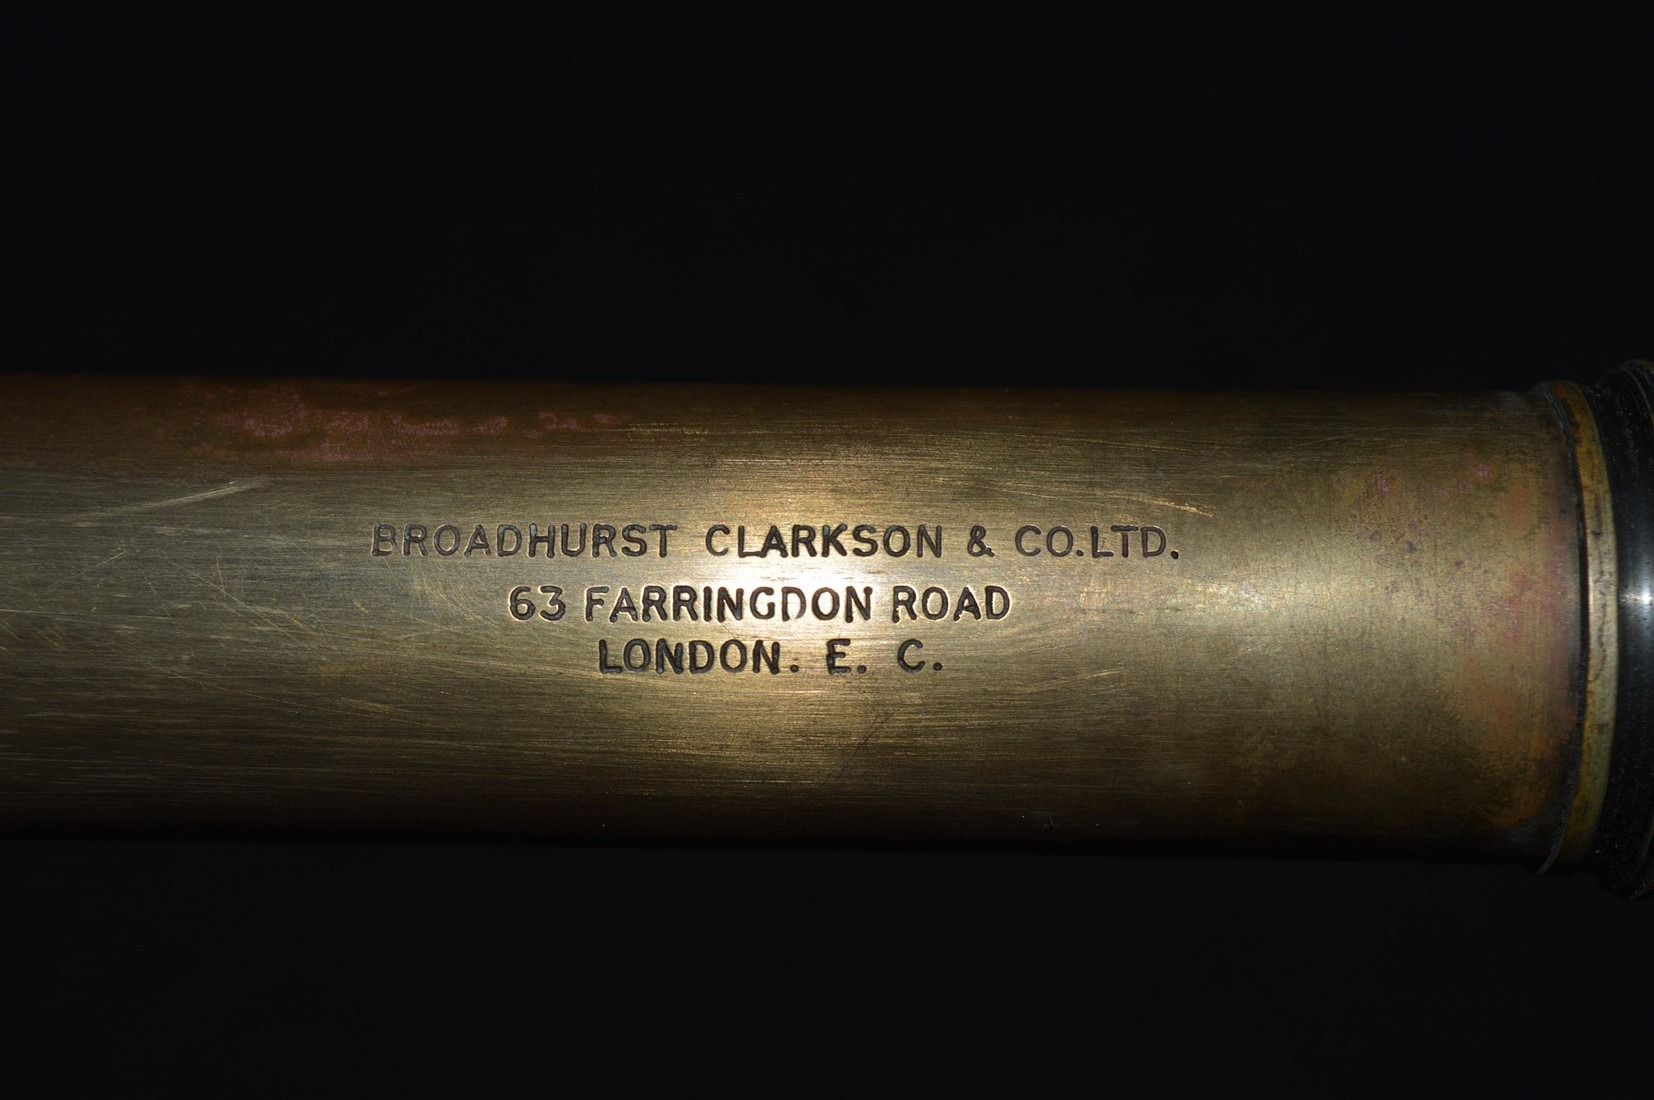 BROADHURST CLARKSON & CO.LTD.
63 FARRINGDON ROAD
LONDON. E. C.